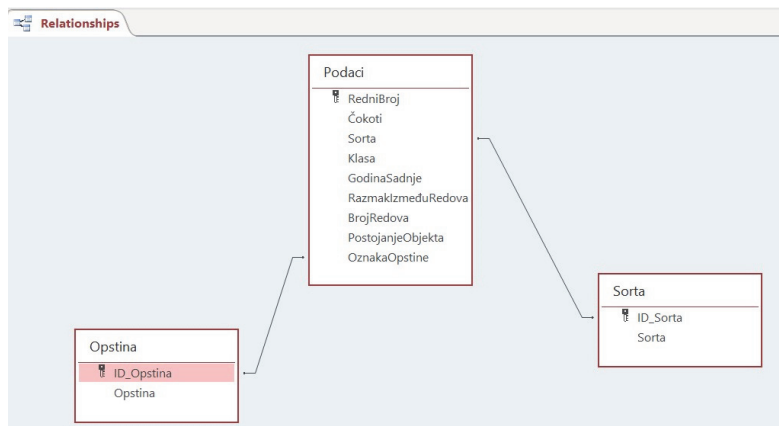 Relationships
Podaci
RedniBroj
Čokoti
Sorta
Klasa
GodinaSadnje
RazmakIzmeđuRedova
BrojRedova
PostojanjeObjekta
OznakaOpstine
Sorta
ID_Sorta
Sorta
Opstina
ID_Opstina
Opstina